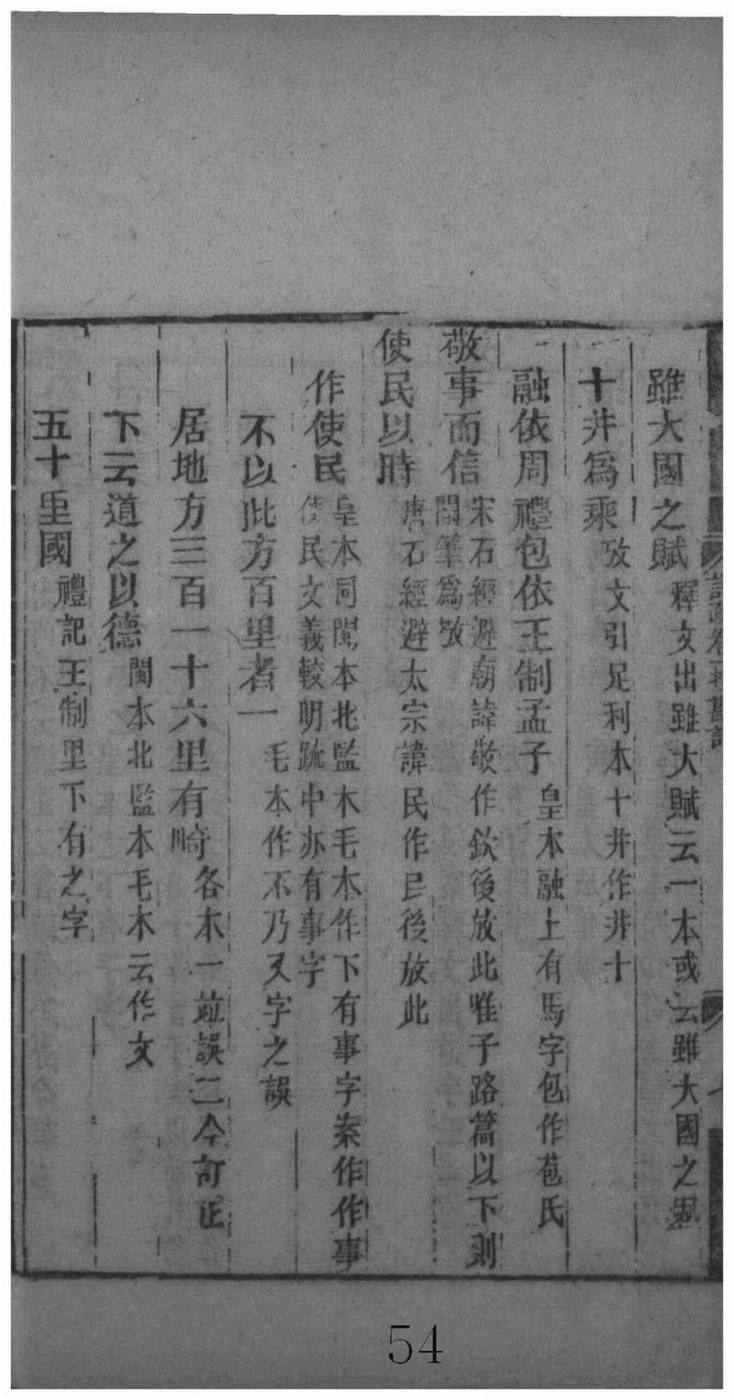 語疏卷一挍勘記
雖大國之賦 釋文出雖大賦云一本或云雖大國之賦
十井爲乘 攷文引足利本十井作井十
融依周禮包依王制孟子 皇本融上有馬字包作苞氏
敬事而信 宋石經避廟諱敬作欽後放此唯子路篇以下則
闕筆爲敬
使民以時 唐石經避太宗諱民作民後放此
作使民 皇本同閩本北監本毛本作下有事字案作作事
使民文義較明疏中亦有事字
不以此方百里者一 毛本作不乃又字之誤
居地方三百一十六里有畸 各本一竝誤二今訂正
下云道之以德 閩本北監本毛本云作文
五十里國 禮記王制里下有之字
54